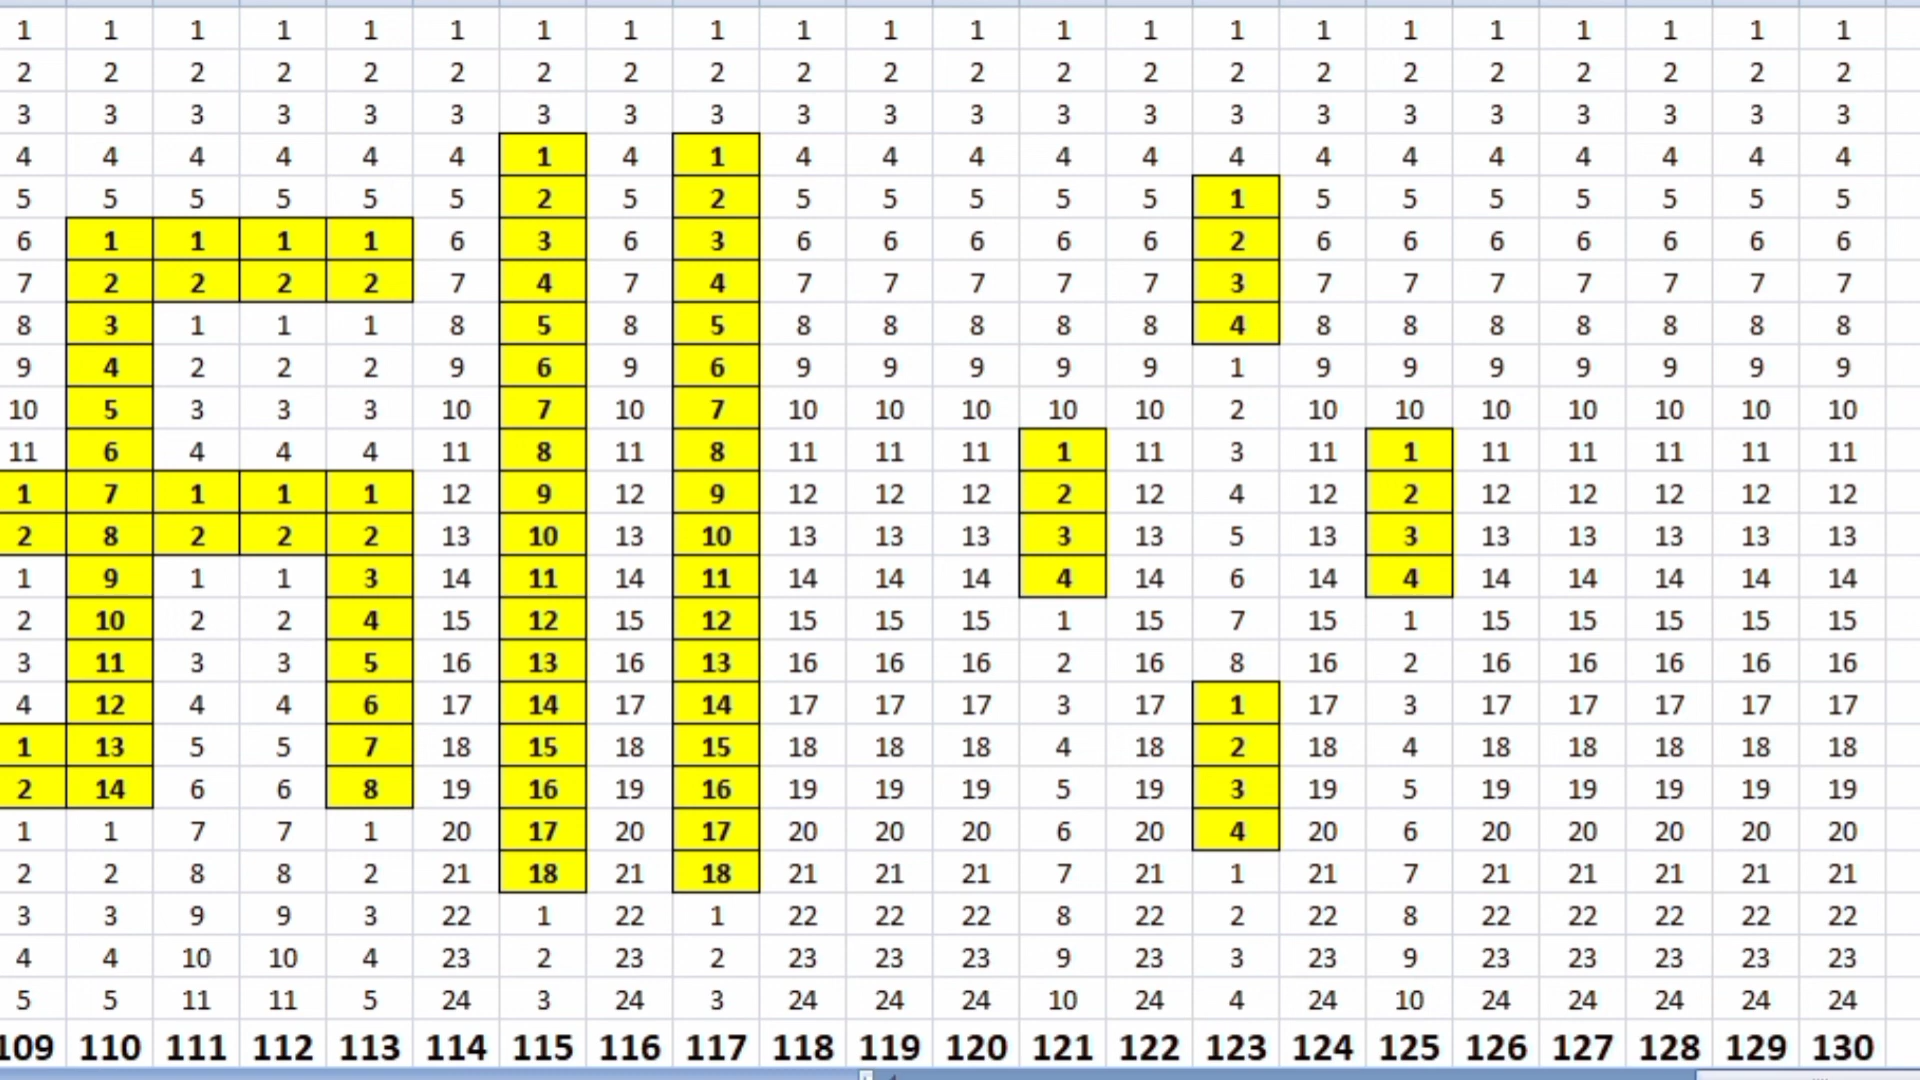 1 1 1 1 1 1 1 1 1 1 1 1 1 1 1 1 1 1 1 1 1 1
2 2 2 2 2 2 2 2 2 2 2 2 2 2 2 2 2 2 2 2 2 2
3 3 3 3 3 3 3 3 3 3 3 3 3 3 3 3 3 3 3 3 3 3
4 4 4 4 4 4 1 4 1 4 4 4 4 4 4 4 4 4 4 4 4 4
5 5 5 5 5 5 2 5 2 5 5 5 5 5 1 5 5 5 5 5 5 5
6 1 1 1 1 6 3 6 3 6 6 6 6 6 2 6 6 6 6 6 6 6
7 2 2 2 2 7 4 7 4 7 7 7 7 7 3 7 7 7 7 7 7 7
8 3 1 1 1 8 5 8 5 8 8 8 8 8 4 8 8 8 8 8 8 8
9 4 2 2 2 9 6 9 6 9 9 9 9 9 1 9 9 9 9 9 9 9
10 5 3 3 3 10 7 10 7 10 10 10 10 10 2 10 10 10 10 10 10 10
11 6 4 4 4 11 8 11 8 11 11 11 1 11 3 11 1 11 11 11 11 11
1 7 1 1 1 12 9 12 9 12 12 12 2 12 4 12 2 12 12 12 12 12
2 8 2 2 2 13 10 13 10 13 13 13 3 13 5 13 3 13 13 13 13 13
1 9 1 1 3 14 11 14 11 14 14 14 4 14 6 14 4 14 14 14 14 14
2 10 2 2 4 15 12 15 12 15 15 15 1 15 7 15 1 15 15 15 15 15
3 11 3 3 5 16 13 16 13 16 16 16 2 16 8 16 2 16 16 16 16 16
4 12 4 4 6 17 14 17 14 17 17 17 3 17 1 17 3 17 17 17 17 17
1 13 5 5 7 18 15 18 15 18 18 18 4 18 2 18 4 18 18 18 18 18
2 14 6 6 8 19 16 19 16 19 19 19 5 19 3 19 5 19 19 19 19 19
1 1 7 7 1 20 17 20 17 20 20 20 6 20 4 20 6 20 20 20 20 20
2 2 8 8 2 21 18 21 18 21 21 21 7 21 1 21 7 21 21 21 21 21
3 3 9 9 3 22 1 22 1 22 22 22 8 22 2 22 8 22 22 22 22 22
4 4 10 10 4 23 2 23 2 23 23 23 9 23 3 23 9 23 23 23 23 23
5 5 11 11 5 24 3 24 3 24 24 24 10 24 4 24 10 24 24 24 24 24
109 110 111 112 113 114 115 116 117 118 119 120 121 122 123 124 125 126 127 128 129 130